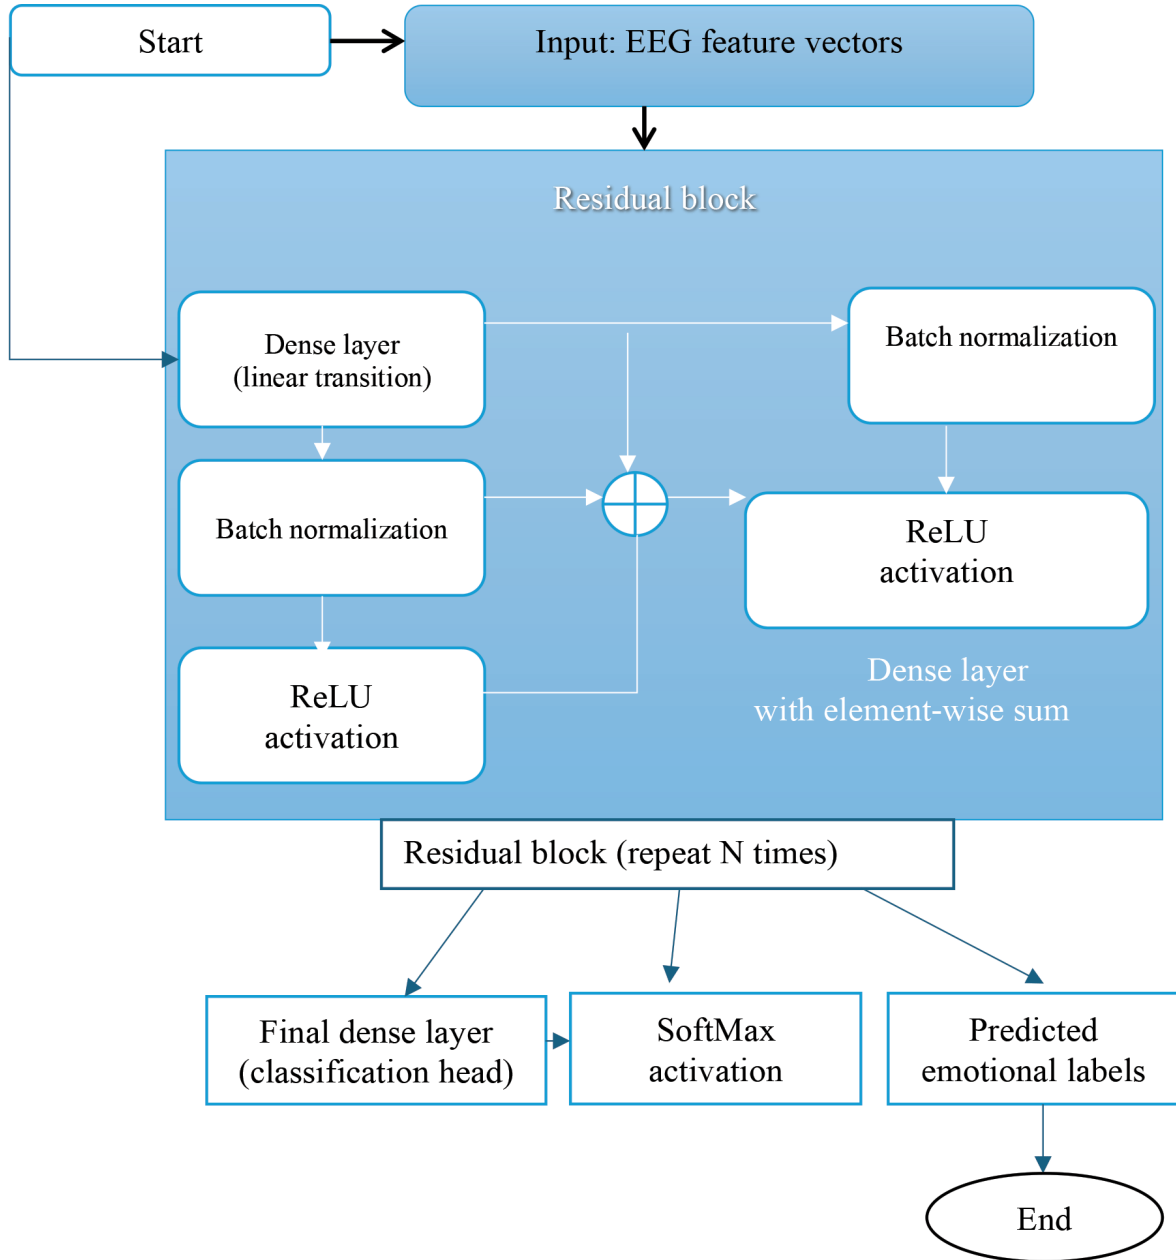 Start
Input: EEG feature vectors
Residual block
Dense layer
(linear transition)
Batch normalization
Batch normalization
ReLU
activation
ReLU
activation
Dense layer
with element-wise sum
Residual block (repeat N times)
Final dense layer
(classification head)
SoftMax
activation
Predicted
emotional labels
End